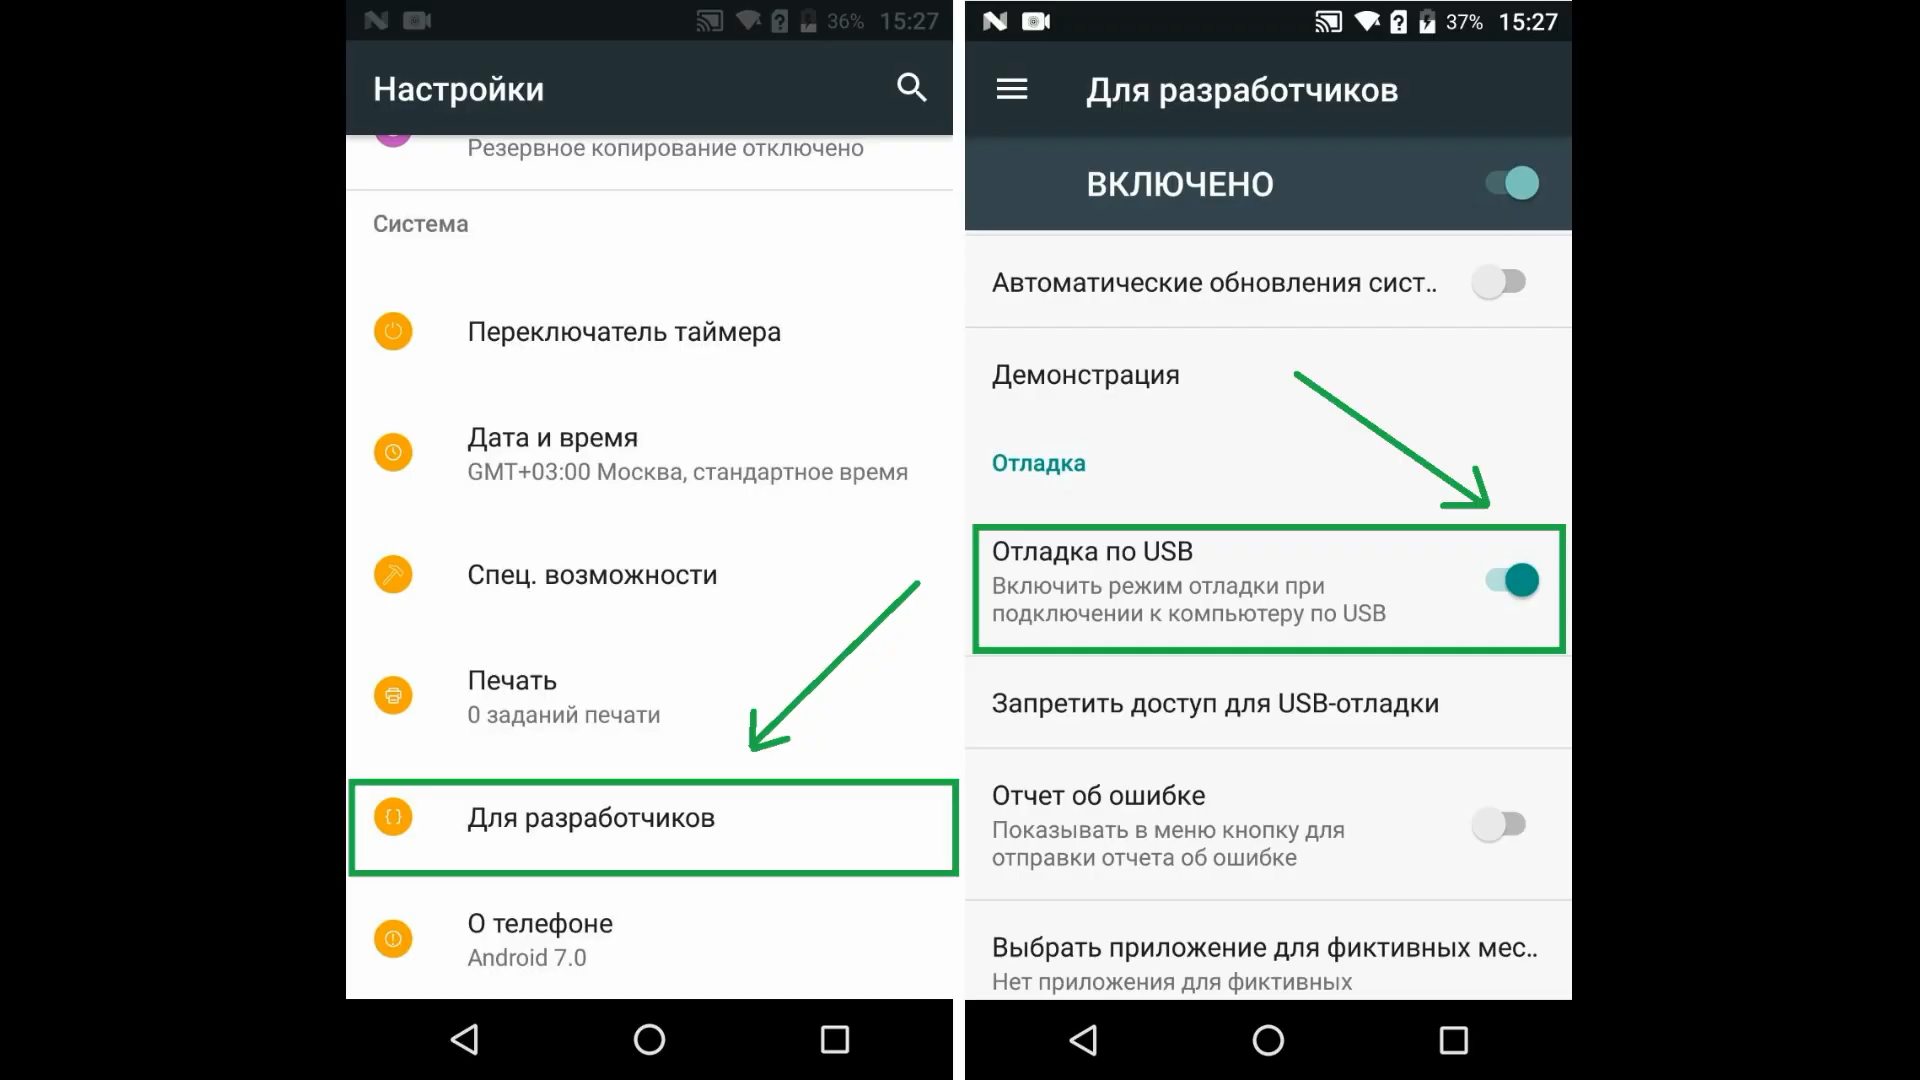 36% 15:27
Настройки
Резервное копирование отключено
Система
Переключатель таймера
Дата и время
GMT+03:00 Москва, стандартное время
Спец. возможности
Печать
0 заданий печати
Для разработчиков
О телефоне
Android 7.0
37% 15:27
Для разработчиков
ВКЛЮЧЕНО
Автоматические обновления сист..
Демонстрация
Отладка
Отладка по USB
Включить режим отладки при
подключении к компьютеру по USB
Запретить доступ для USB-отладки
Отчет об ошибке
Показывать в меню кнопку для
отправки отчета об ошибке
Выбрать приложение для фиктивных мес..
Нет приложения для фиктивных